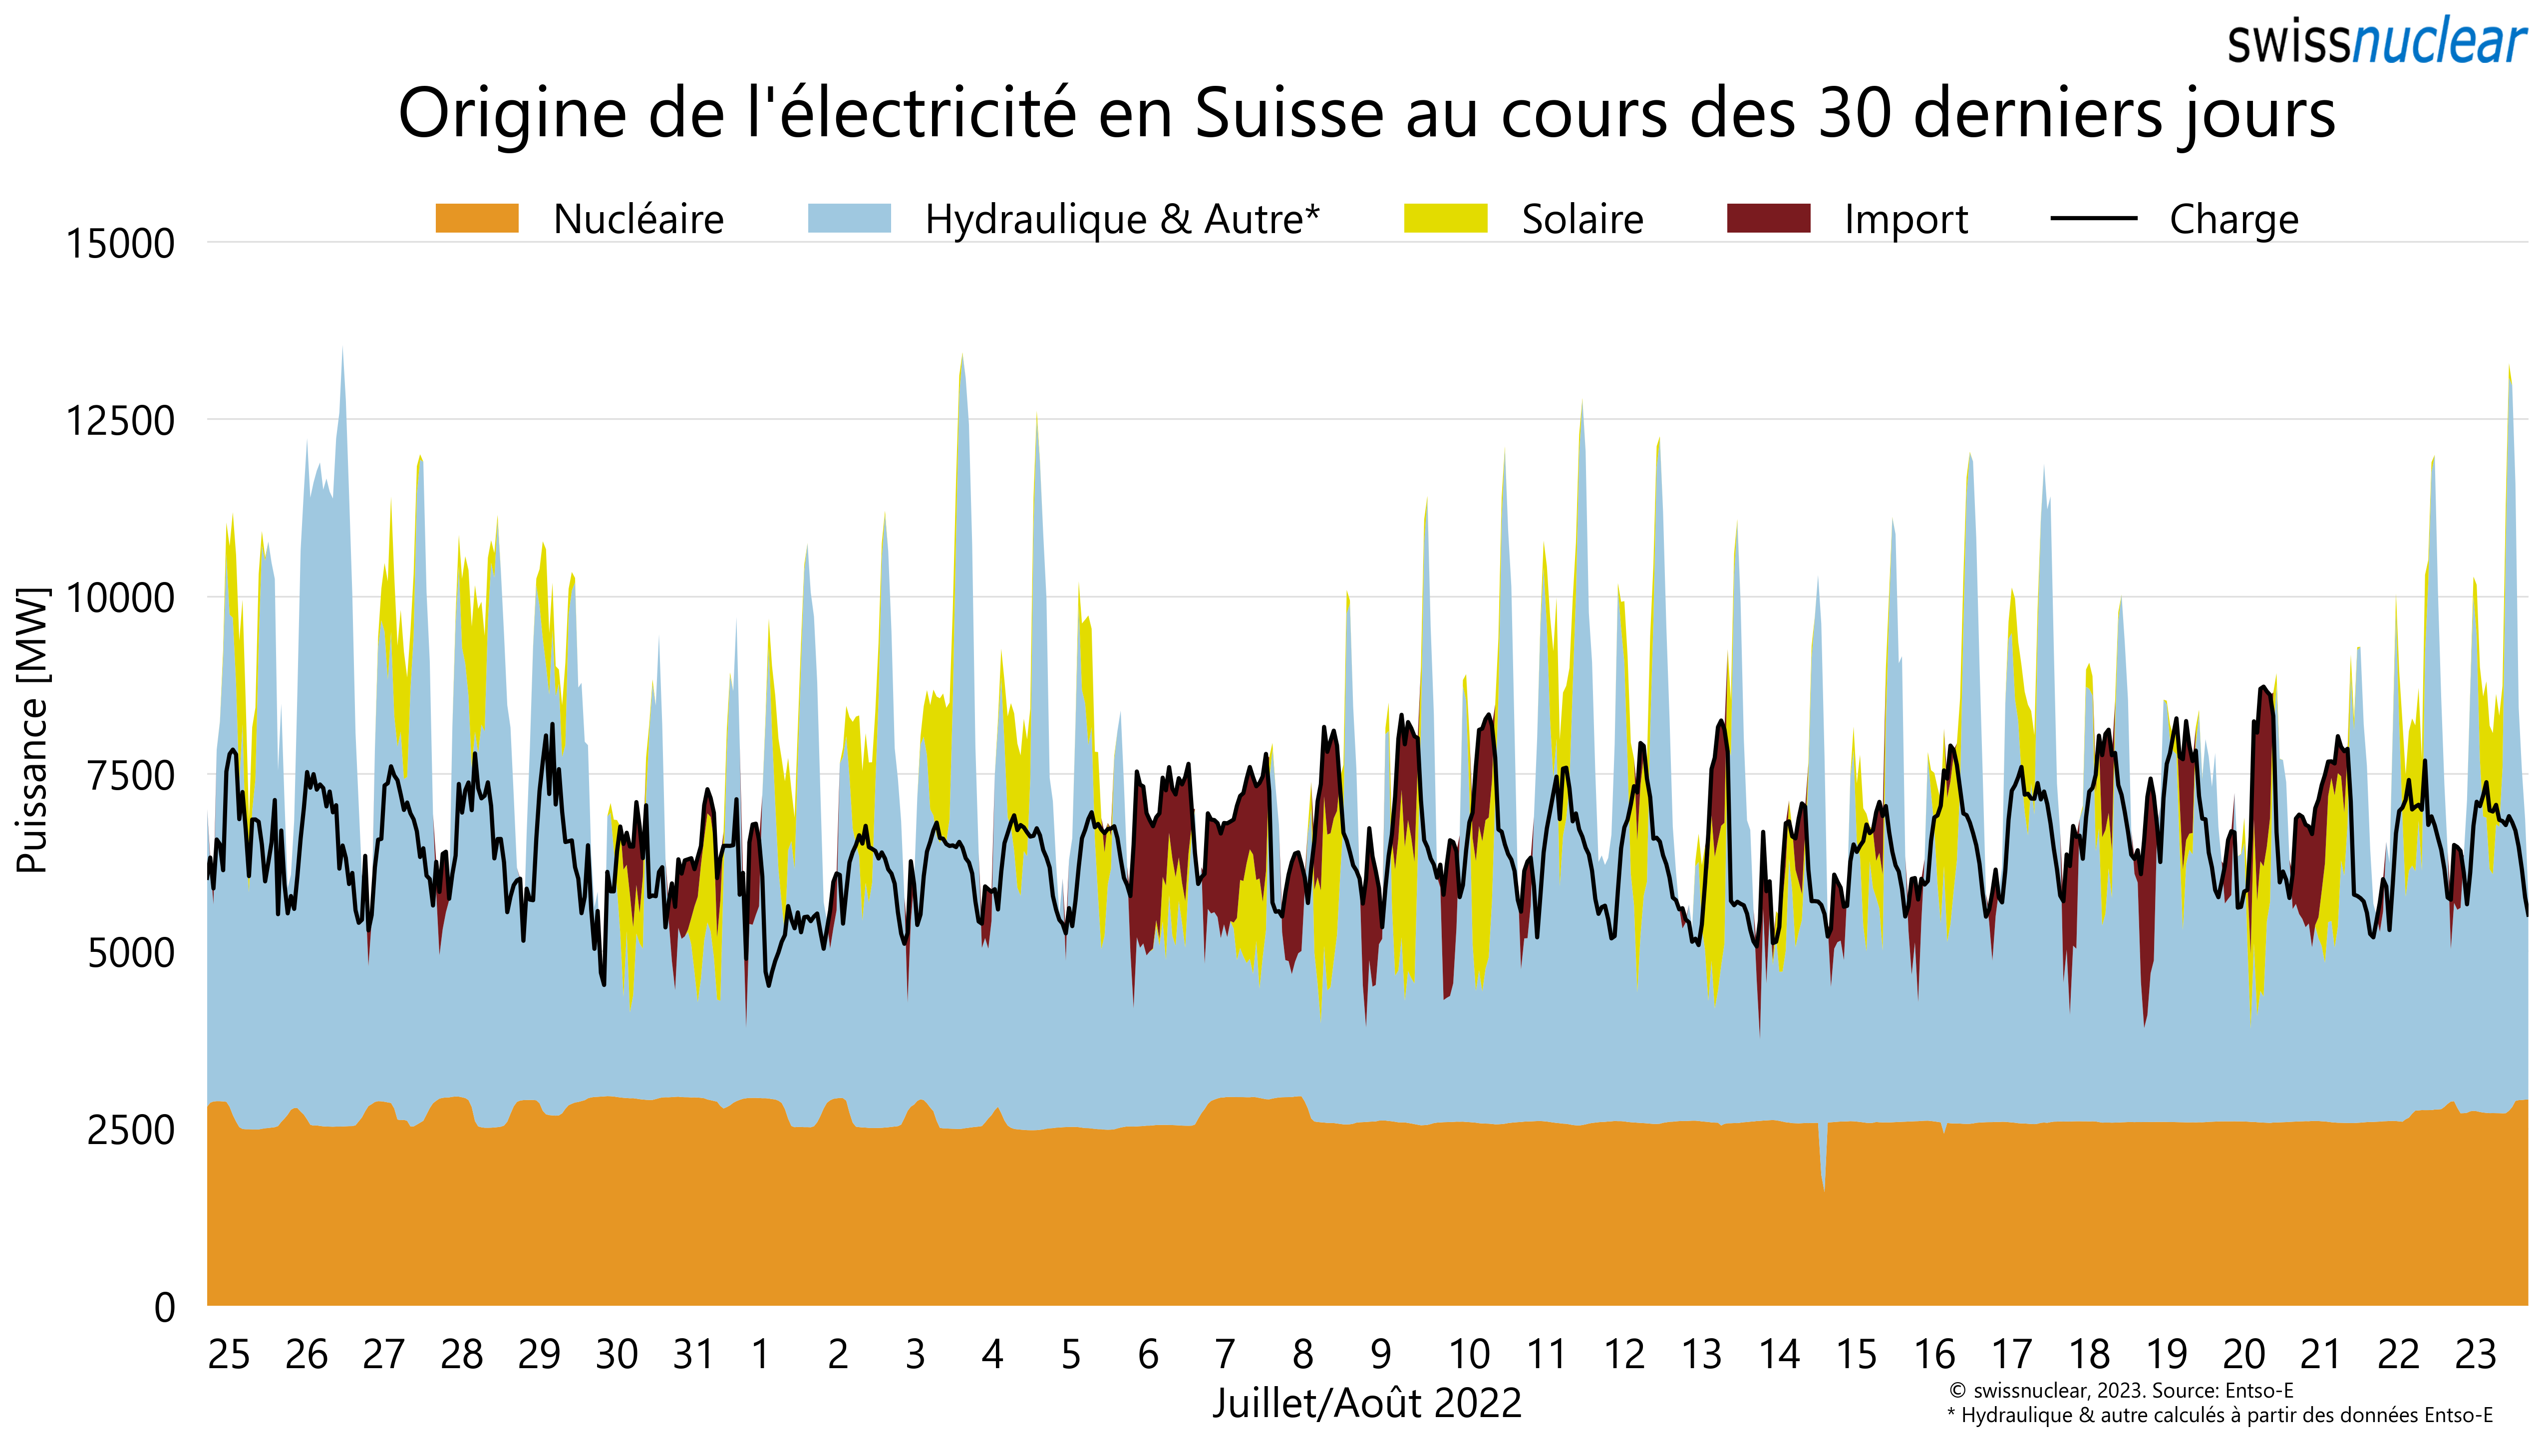 swissnuclear
Origine de l'électricité en Suisse au cours des 30 derniers jours
Nucléaire Hydraulique & Autre* Solaire Import Charge
15000
12500
10000
7500
5000
2500
0
Puissance [MW]
25 26 27 28 29 30 31 1 2 3 4 5 6 7 8 9 10 11 12 13 14 15 16 17 18 19 20 21 22 23
Juillet/Août 2022
© swissnuclear, 2023. Source: Entso-E
* Hydraulique & autre calculés à partir des données Entso-E